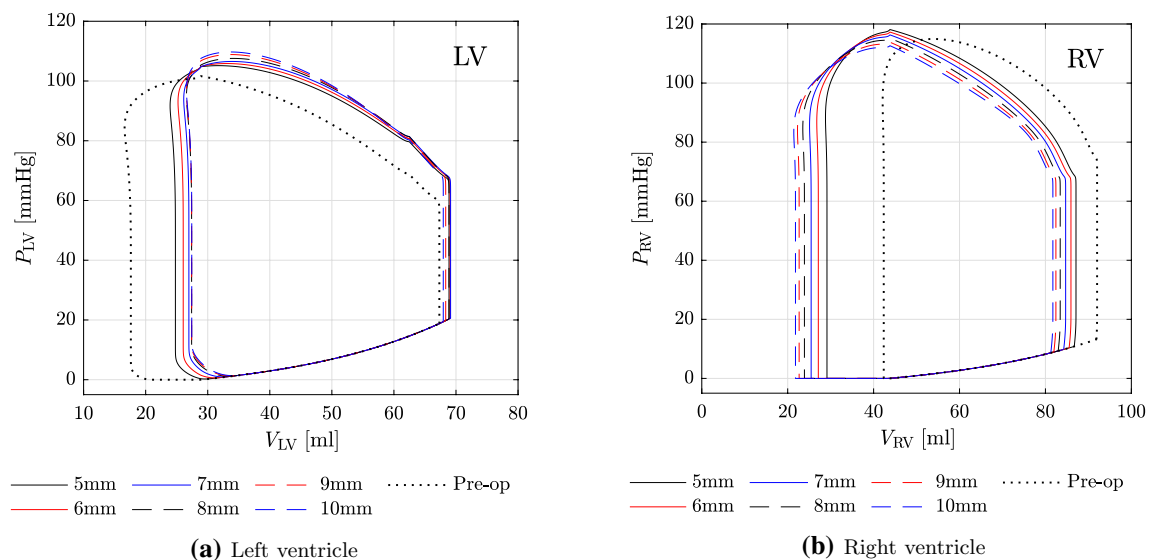 LV
P_LV [mmHg]
120
100
80
60
40
20
0
10 20 30 40 50 60 70 80
V_LV [ml]
5mm 7mm 9mm Pre-op
6mm 8mm 10mm
(a) Left ventricle
RV
P_RV [mmHg]
120
100
80
60
40
20
0
0 20 40 60 80 100
V_RV [ml]
5mm 7mm 9mm Pre-op
6mm 8mm 10mm
(b) Right ventricle